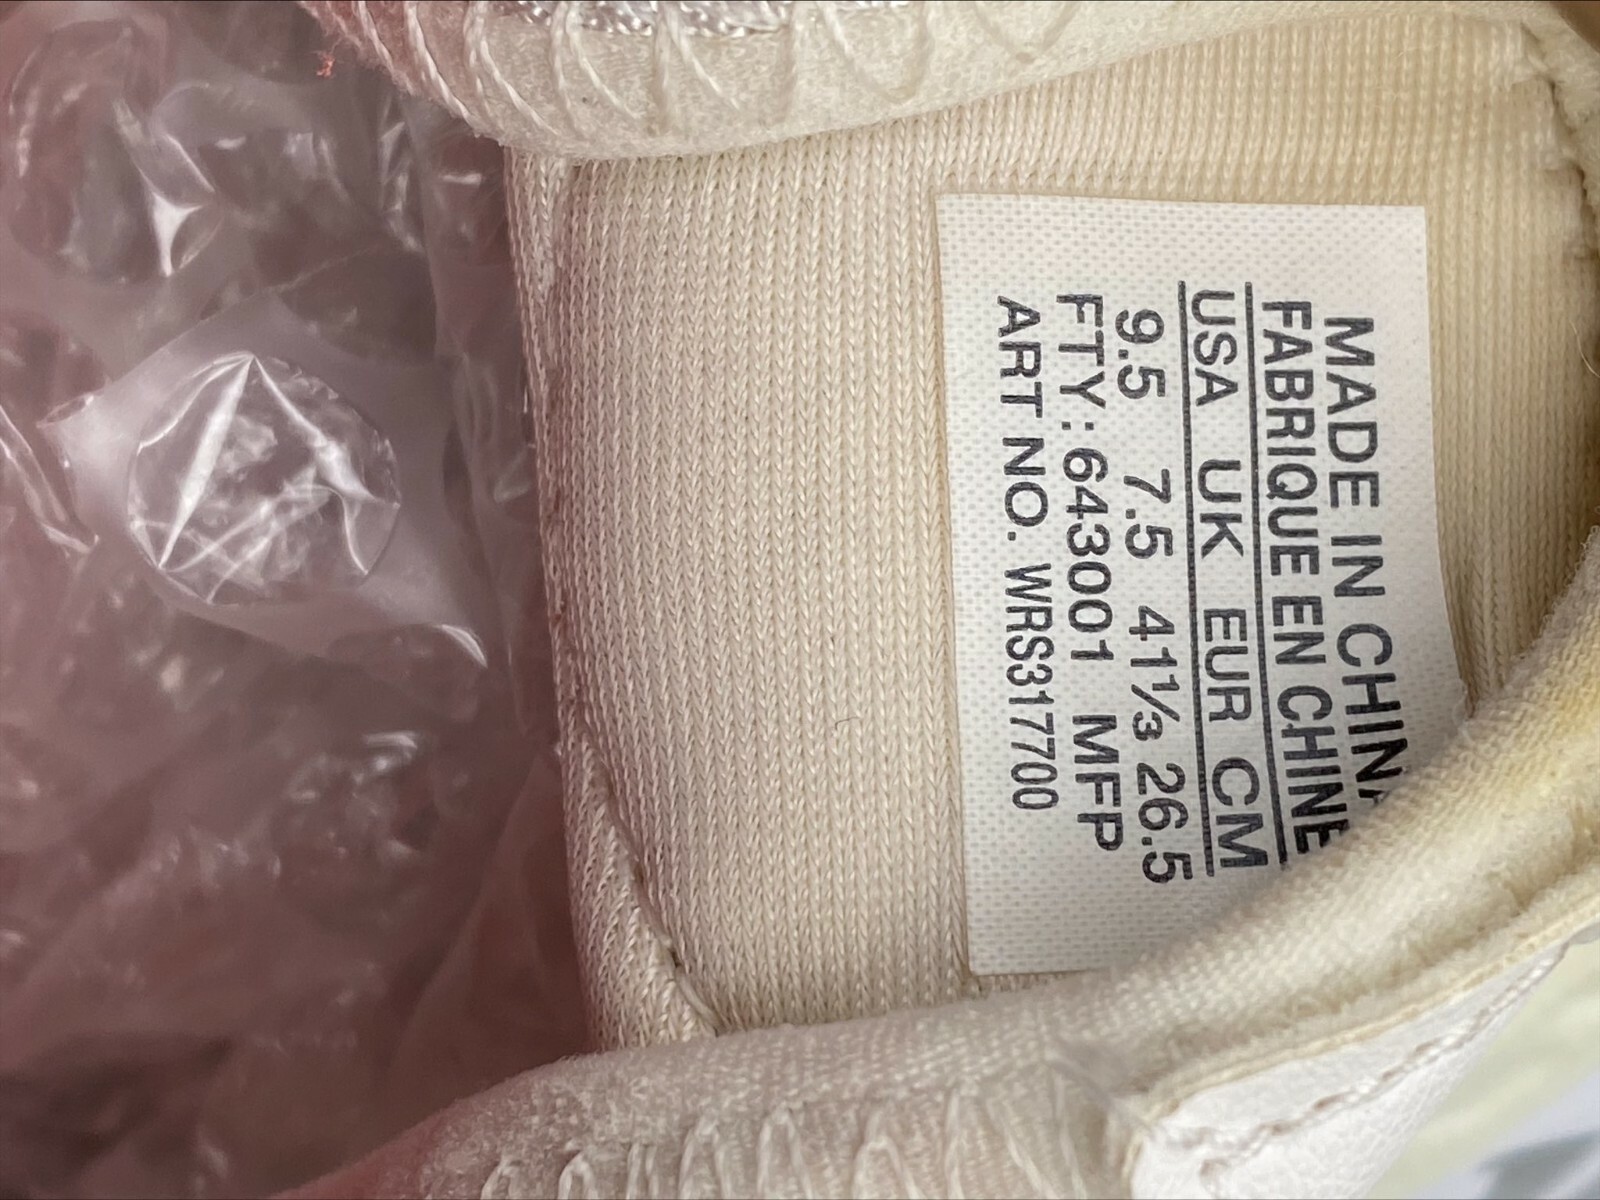 MADE IN CHINA
FABRIQUE EN CHINE
USA UK EUR CM
9.5 7.5 41⅓ 26.5
FTY: 643001 MFP
ART NO. WRS317700